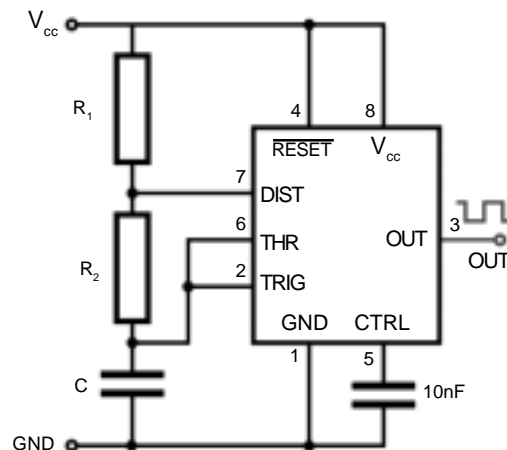 Vcc
R1
4
8
RESET
Vcc
7
DIST
6
THR
3
OUT
OUT
R2
2
TRIG
GND
CTRL
1
5
C
10nF
GND